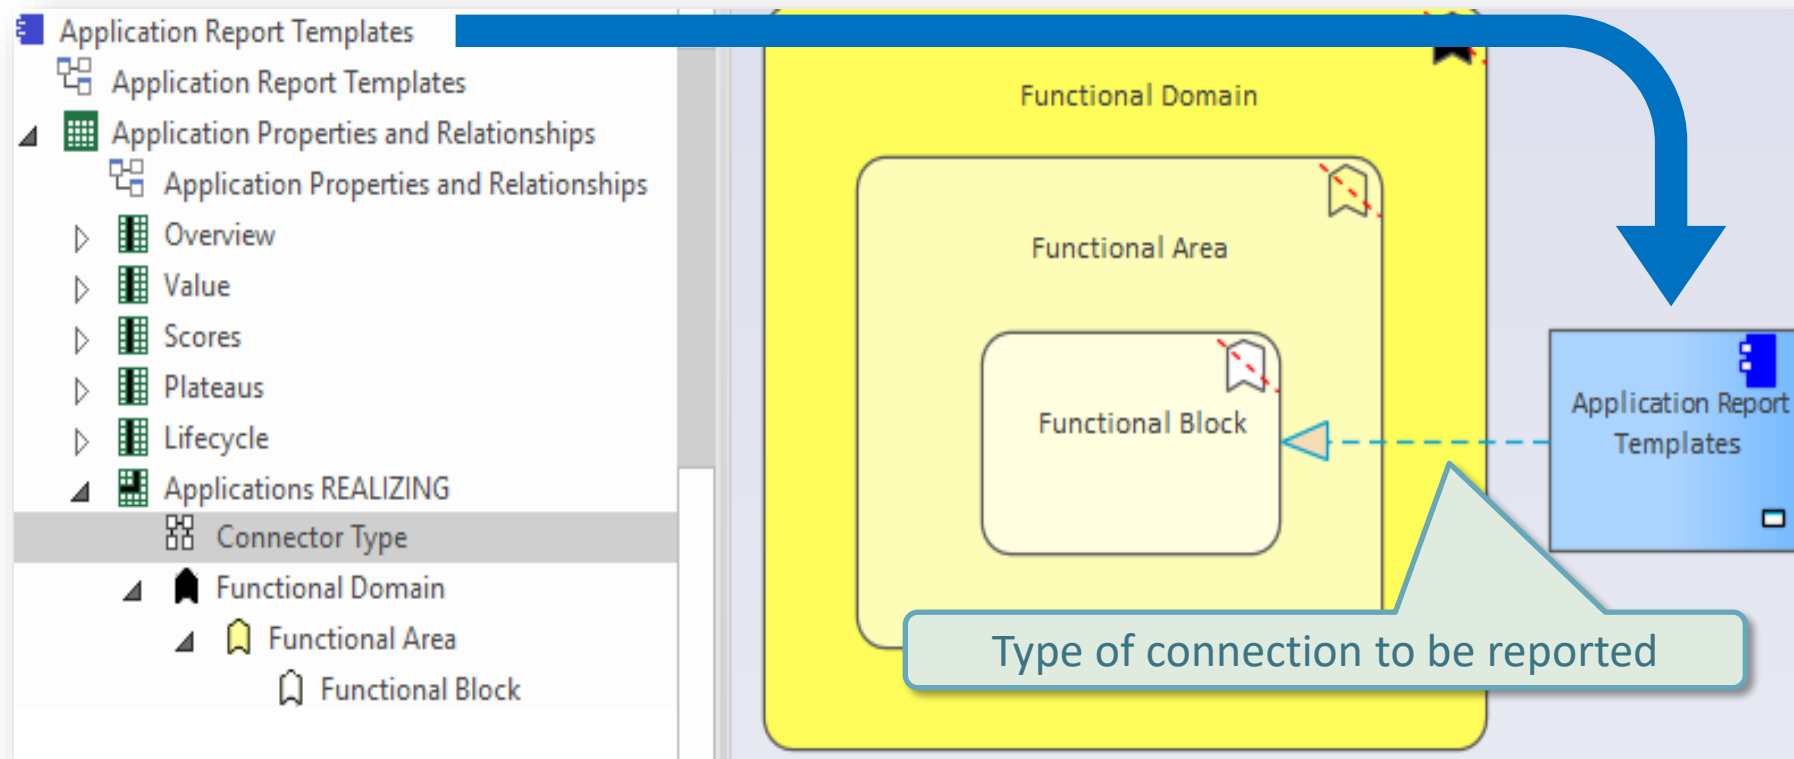 Application Report Templates
Application Report Templates
Application Properties and Relationships
Application Properties and Relationships
Overview
Value
Scores
Plateaus
Lifecycle
Applications REALIZING
Connector Type
Functional Domain
Functional Area
Functional Block
Functional Domain
Functional Area
Functional Block
Application Report
Templates
Type of connection to be reported